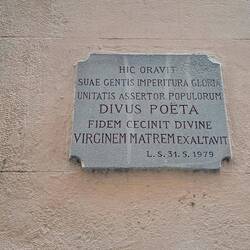 HIC ORAVIT
SUAE GENTIS IMPERITURA GLORIA
UNITATIS ASSERTOR POPULORUM
DIVUS POËTA
FIDEM CECINIT DIVINE
VIRGINEM MATREM EXALTAVIT
L. S. 31. 5. 1979